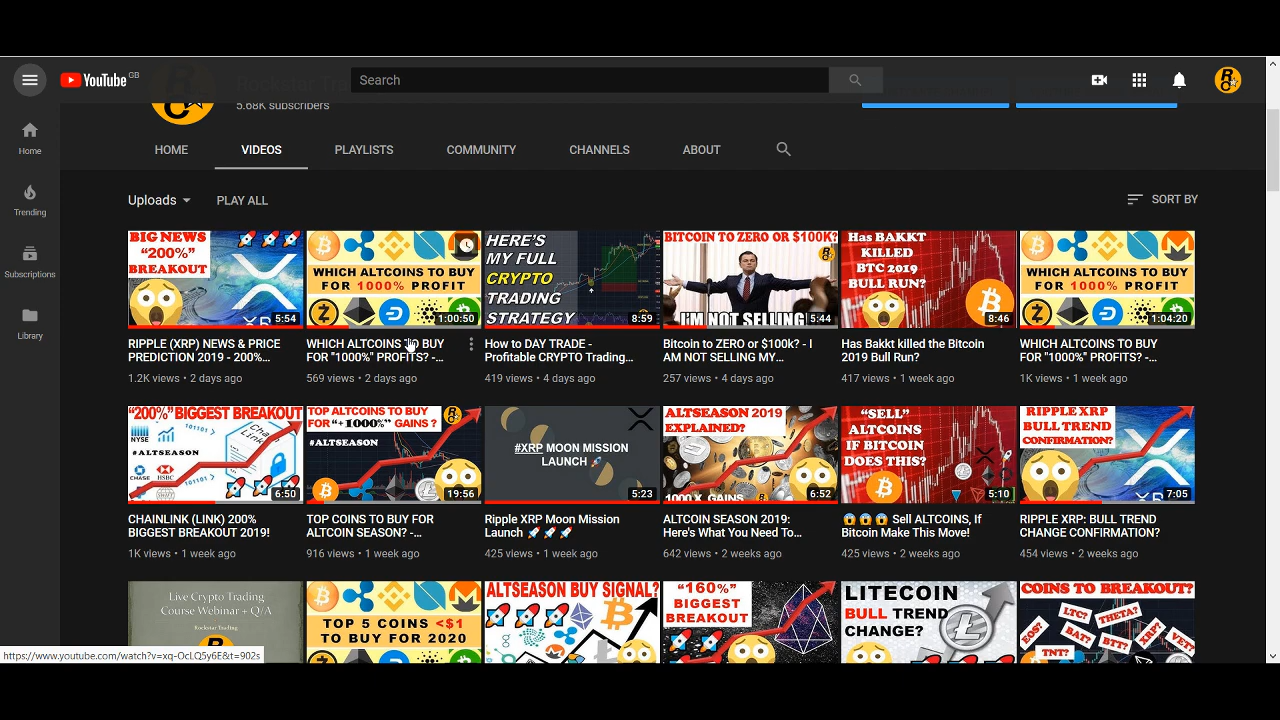 YouTube GB
Search
5.68K subscribers
HOME VIDEOS PLAYLISTS COMMUNITY CHANNELS ABOUT
Home
Trending
Subscriptions
Library
Uploads PLAY ALL SORT BY
BIG NEWS
"200%"
BREAKOUT
5:54
RIPPLE (XRP) NEWS & PRICE
PREDICTION 2019 - 200%...
1.2K views • 2 days ago
WHICH ALTCOINS TO BUY
FOR 1000% PROFIT
1:00:50
WHICH ALTCOINS TO BUY
FOR "1000%" PROFITS? -...
569 views • 2 days ago
HERE'S
MY FULL
CRYPTO
TRADING
STRATEGY
8:59
How to DAY TRADE -
Profitable CRYPTO Trading...
419 views • 4 days ago
BITCOIN TO ZERO OR $100K?
I'M NOT SELLING MY
5:44
Bitcoin to ZERO or $100k? - I
AM NOT SELLING MY...
257 views • 4 days ago
Has BAKKT
KILLED
BTC 2019
BULL RUN?
8:46
Has Bakkt killed the Bitcoin
2019 Bull Run?
417 views • 1 week ago
WHICH ALTCOINS TO BUY
FOR 1000% PROFIT
1:04:20
WHICH ALTCOINS TO BUY
FOR "1000%" PROFITS? -...
1K views • 1 week ago
"200%" BIGGEST BREAKOUT
NYSE
#ALTSEASON
CHASE HSBC
6:50
CHAINLINK (LINK) 200%
BIGGEST BREAKOUT 2019!
1K views • 1 week ago
TOP ALTCOINS TO BUY
FOR "+1000%" GAINS ?
#ALTSEASON
19:56
TOP COINS TO BUY FOR
ALTCOIN SEASON? -...
916 views • 1 week ago
#XRP MOON MISSION
LAUNCH 🚀
5:23
Ripple XRP Moon Mission
Launch 🚀🚀🚀
425 views • 1 week ago
ALTSEASON 2019
EXPLAINED?
1000 X GAINS
6:52
ALTCOIN SEASON 2019:
Here's What You Need To...
642 views • 2 weeks ago
"SELL"
ALTCOINS
IF BITCOIN
DOES THIS?
5:10
😱😱😱 Sell ALTCOINS, If
Bitcoin Make This Move!
425 views • 2 weeks ago
RIPPLE XRP
BULL TREND
CONFIRMATION?
7:05
RIPPLE XRP: BULL TREND
CHANGE CONFIRMATION?
454 views • 2 weeks ago
Live Crypto Trading
Course Webinar + Q/A
Rockstar Trading
TOP 5 COINS <$1
TO BUY FOR 2020
ALTSEASON BUY SIGNAL?
"160%"
BIGGEST
BREAKOUT
LITECOIN
BULL TREND
CHANGE?
COINS TO BREAKOUT?
LTC? THETA?
EOS? BAT? BTT? XRP? VET?
TNT?
https://www.youtube.com/watch?v=xq-OcLQ5y6E&t=902s